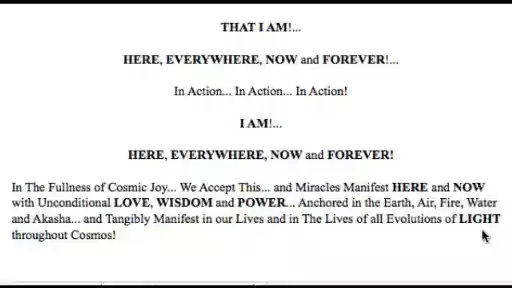 THAT I AM!...
HERE, EVERYWHERE, NOW and FOREVER!...
In Action... In Action... In Action!
I AM!...
HERE, EVERYWHERE, NOW and FOREVER!
In The Fullness of Cosmic Joy... We Accept This... and Miracles Manifest HERE and NOW
with Unconditional LOVE, WISDOM and POWER... Anchored in the Earth, Air, Fire, Water
and Akasha... and Tangibly Manifest in our Lives and in The Lives of all Evolutions of LIGHT
throughout Cosmos!